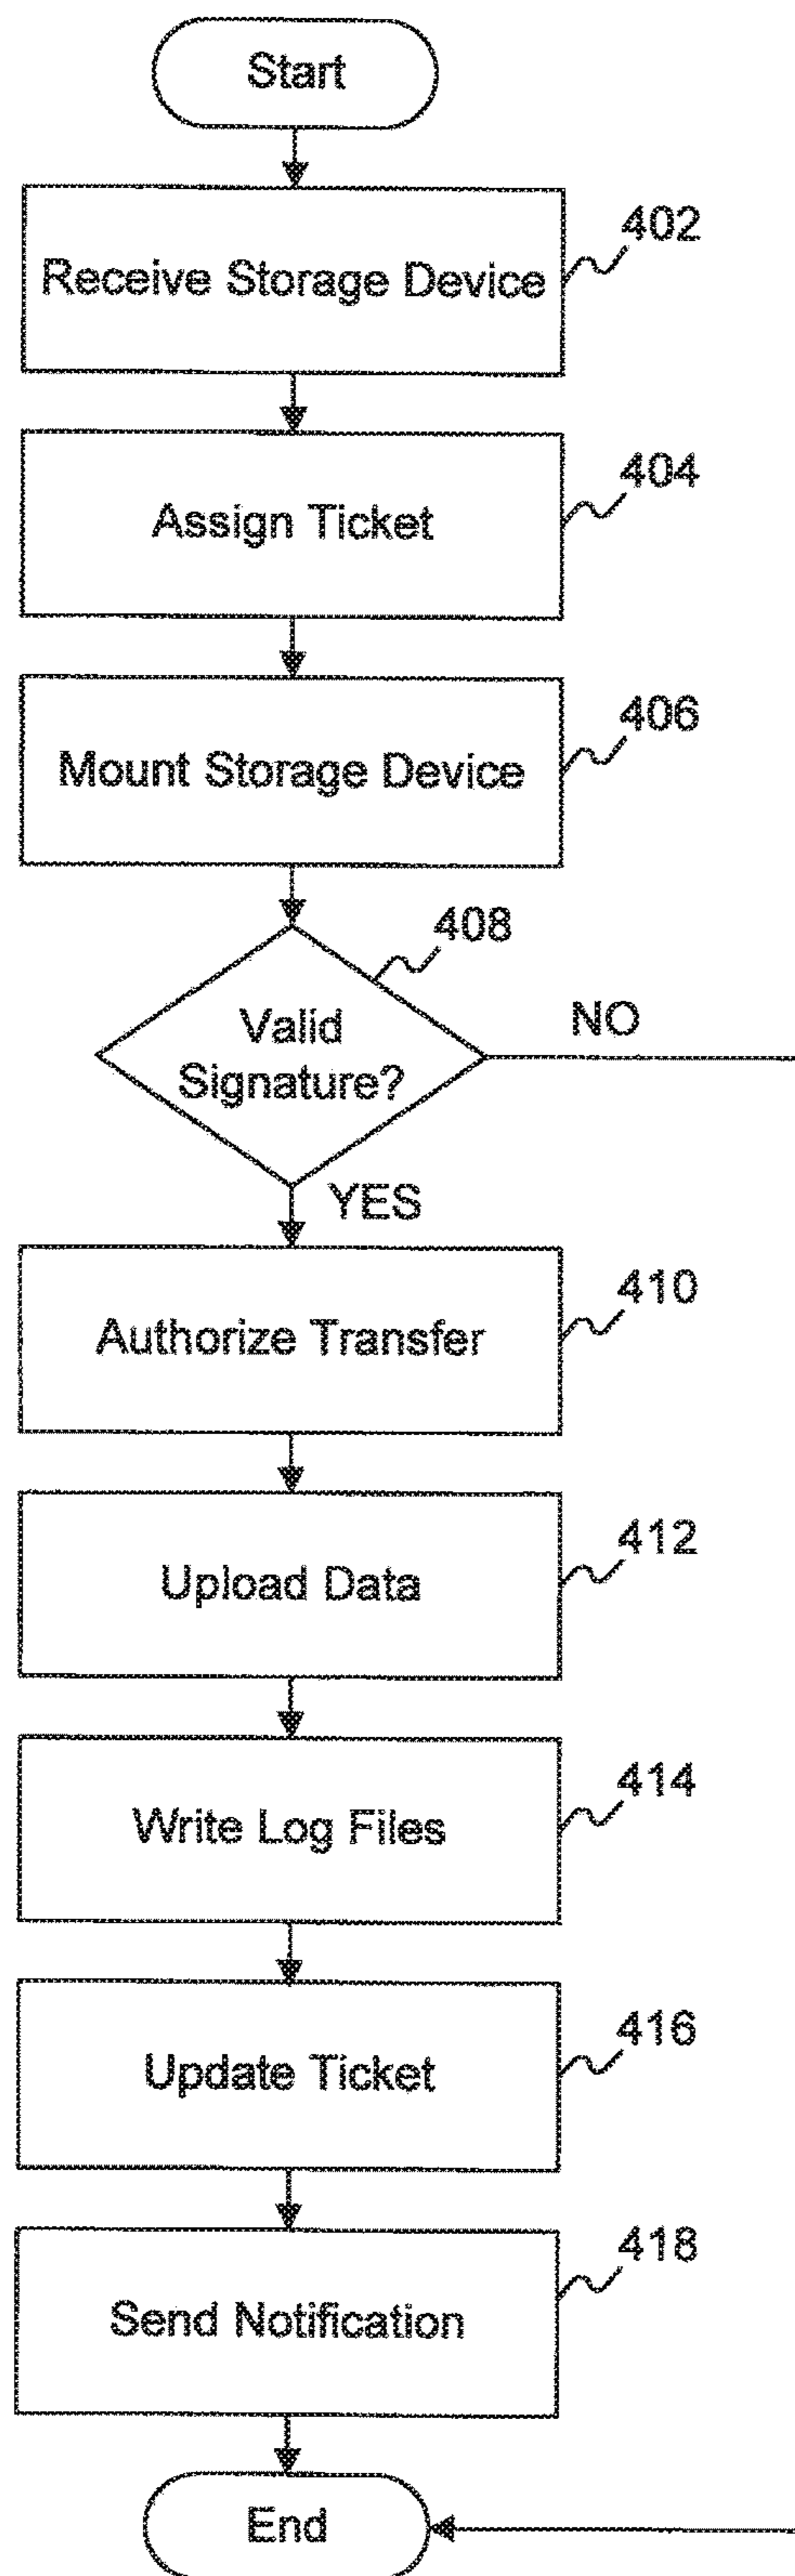 Start
402
Receive Storage Device
404
Assign Ticket
406
Mount Storage Device
408
Valid
Signature?
NO
YES
410
Authorize Transfer
412
Upload Data
414
Write Log Files
416
Update Ticket
418
Send Notification
End